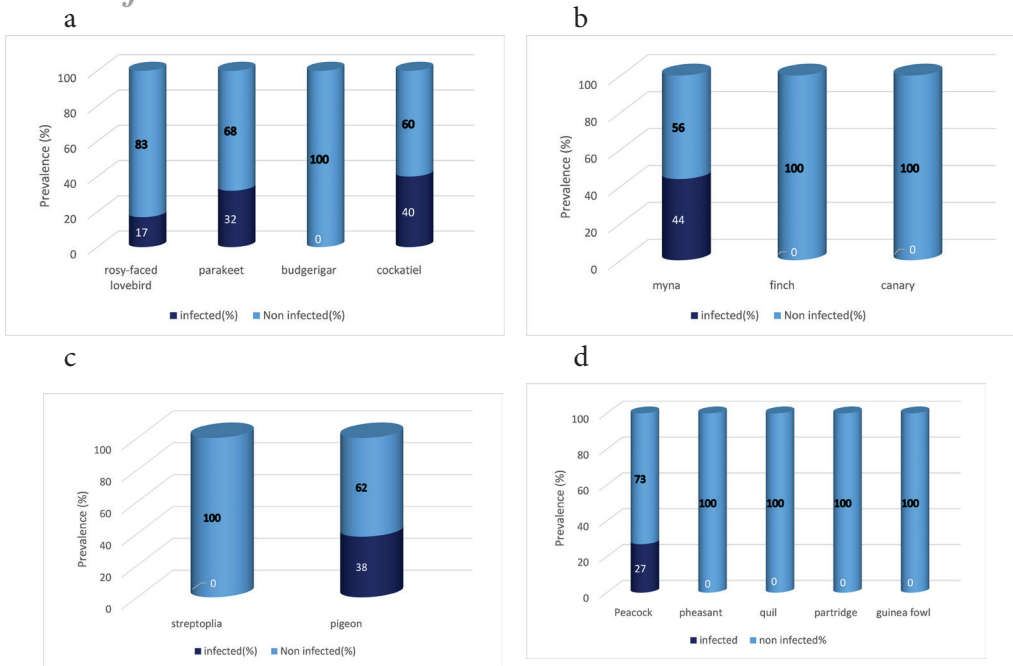 a
Prevalence (%)
100
80
60
40
20
0
83
17
68
32
100
0
60
40
rosy-faced
lovebird
parakeet
budgerigar
cockatiel
infected(%) Non infected(%)
b
Prevalence (%)
100
80
60
40
20
0
56
44
100
0
100
0
myna
finch
canary
infected(%) Non infected(%)
c
Prevalence (%)
100
80
60
40
20
0
100
0
62
38
streptoplia
pigeon
infected(%) Non infected(%)
d
Prevalence (%)
100
80
60
40
20
0
73
27
100
0
100
0
100
0
100
0
Peacock
pheasant
quil
partridge
guinea fowl
infected non infected%